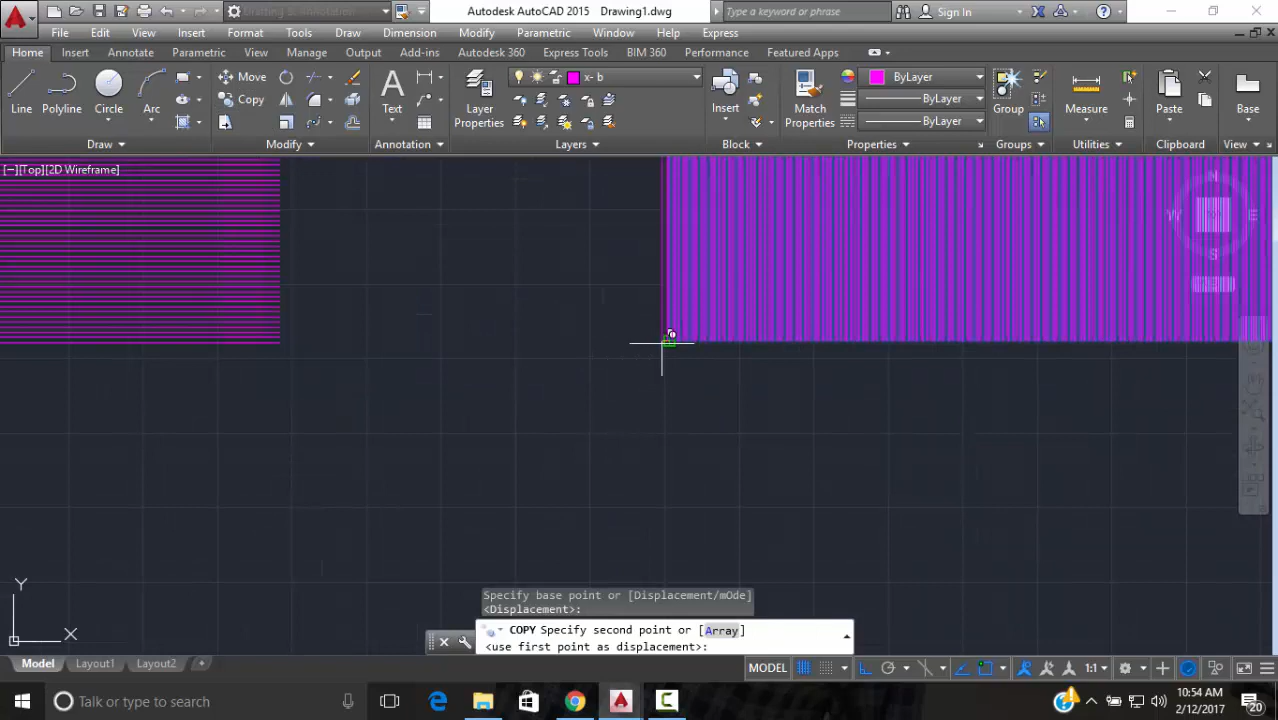 Drafting & Annotation
Autodesk AutoCAD 2015 Drawing1.dwg
Type a keyword or phrase
Sign In
File Edit View Insert Format Tools Draw Dimension Modify Parametric Window Help Express
Home Insert Annotate Parametric View Manage Output Add-ins Autodesk 360 Express Tools BIM 360 Performance Featured Apps
Line
Polyline
Circle
Arc
Move
Copy
Text
Layer
Properties
x- b
Insert
Match
Properties
ByLayer
ByLayer
ByLayer
Group
Measure
Paste
Base
Draw Modify Annotation Layers Block Properties Groups Utilities Clipboard View
[−][Top][2D Wireframe]
N
W
E
S
Y
X
Specify base point or [Displacement/mOde]
<Displacement>:
COPY Specify second point or [Array]
<use first point as displacement>:
Model Layout1 Layout2 +
MODEL
1:1
Talk or type to search
10:54 AM
2/12/2017
20